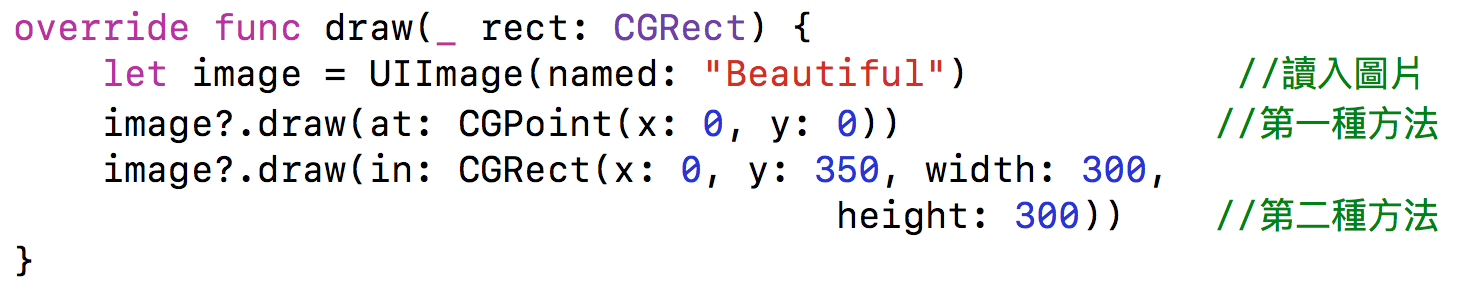 override func draw(_ rect: CGRect) {
let image = UIImage(named: "Beautiful") //讀入圖片
image?.draw(at: CGPoint(x: 0, y: 0)) //第一種方法
image?.draw(in: CGRect(x: 0, y: 350, width: 300,
height: 300)) //第二種方法
}